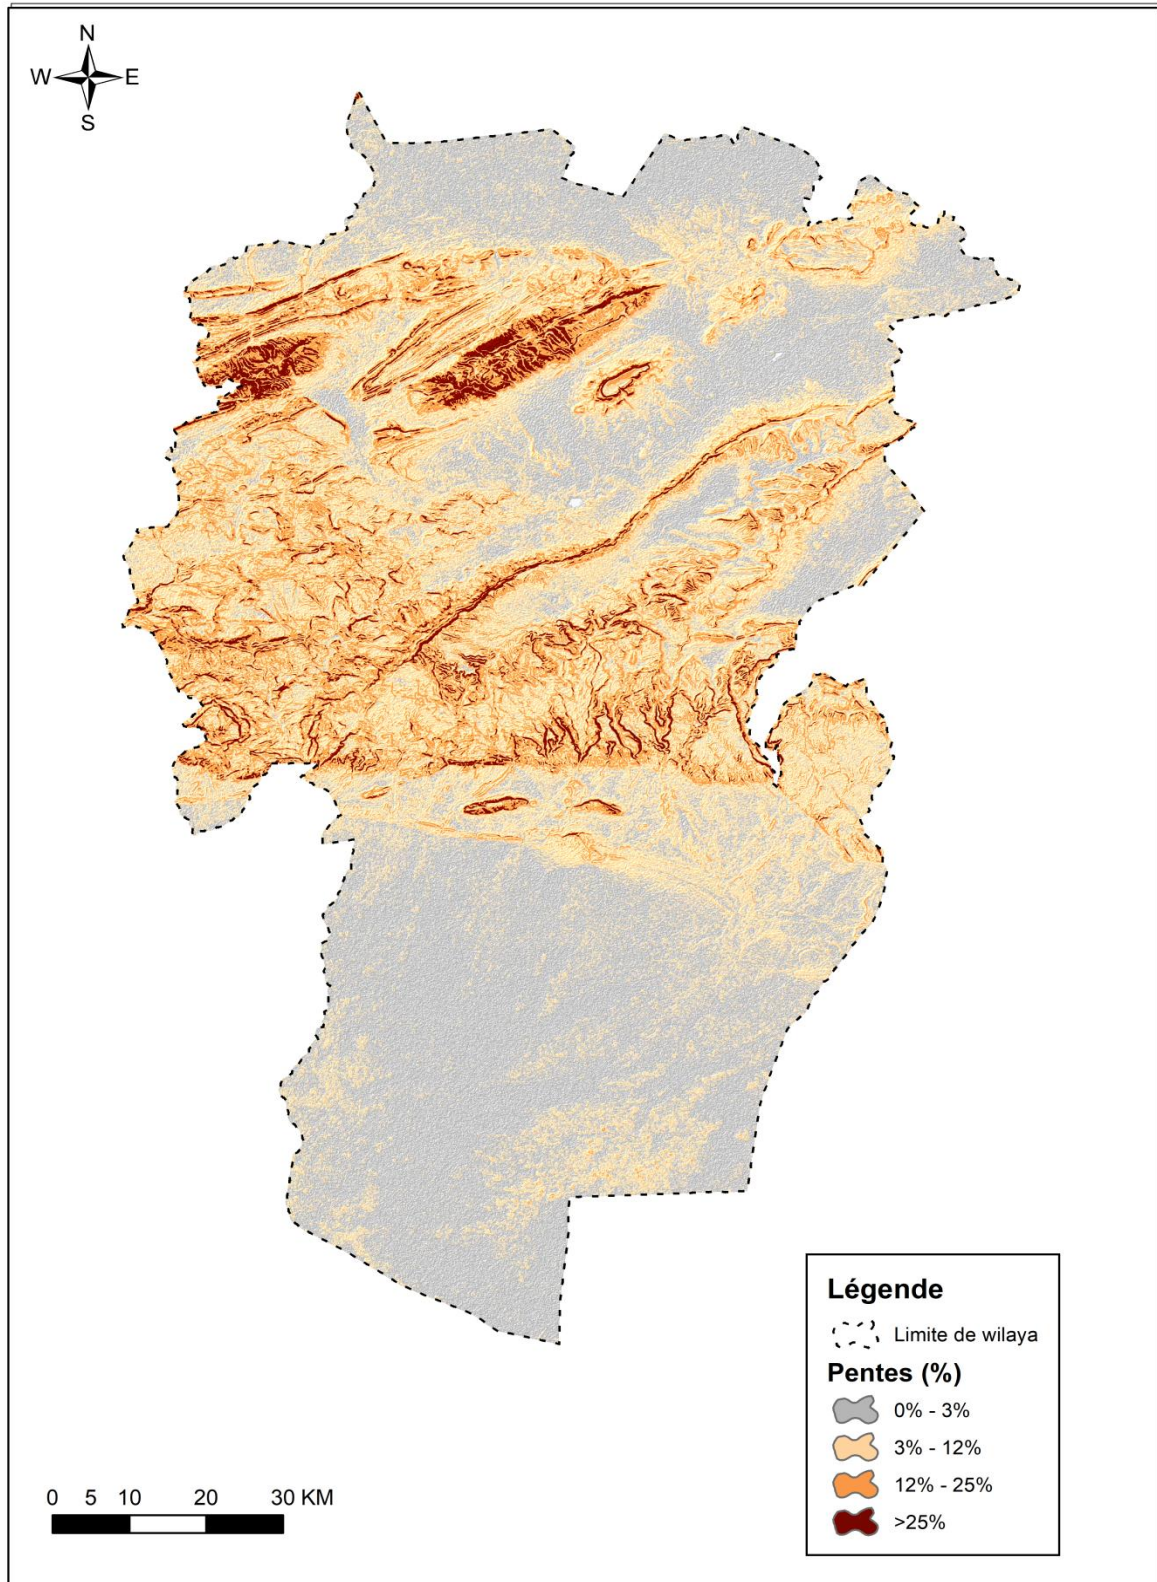 N
W E
S
Légende
Limite de wilaya
Pentes (%)
0% - 3%
3% - 12%
12% - 25%
>25%
0 5 10 20 30 KM